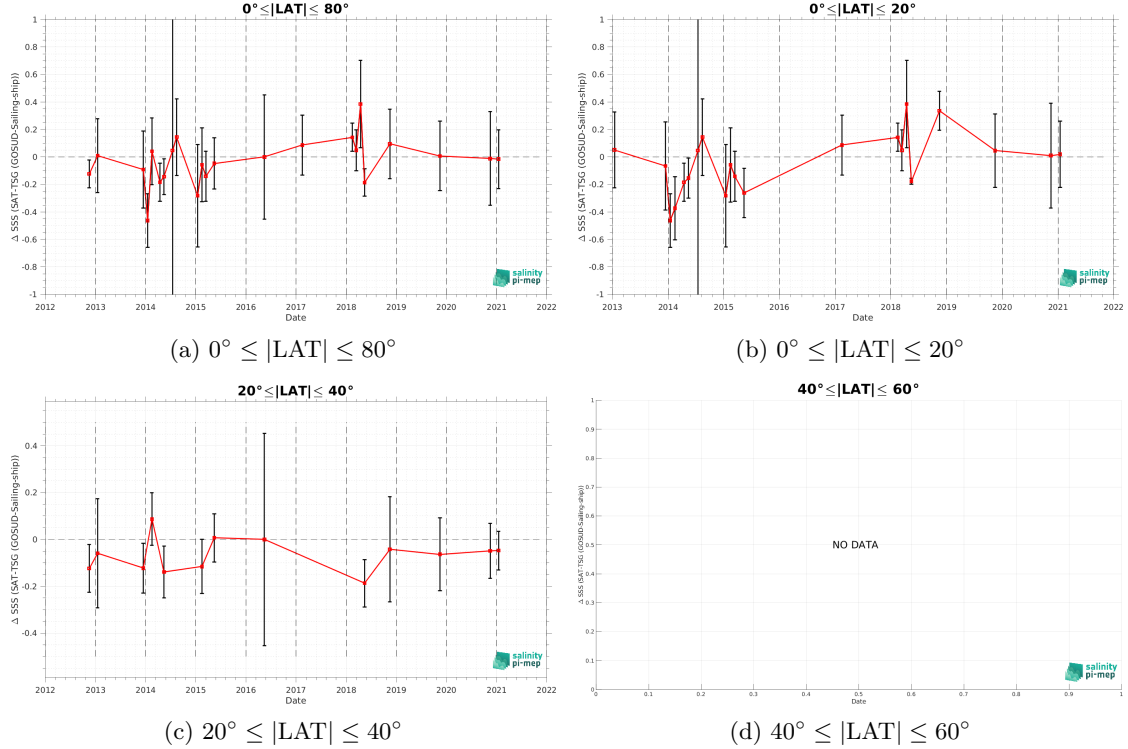 0°≤|LAT|≤ 80°
Δ SSS (SAT-TSG (GOSUD-Sailing-ship))
1
0.8
0.6
0.4
0.2
0
-0.2
-0.4
-0.6
-0.8
-1
2012 2013 2014 2015 2016 2017 2018 2019 2020 2021 2022
Date
salinity
pi-mep
(a) 0° ≤ |LAT| ≤ 80°
0°≤|LAT|≤ 20°
Δ SSS (SAT-TSG (GOSUD-Sailing-ship))
1
0.8
0.6
0.4
0.2
0
-0.2
-0.4
-0.6
-0.8
-1
2013 2014 2015 2016 2017 2018 2019 2020 2021 2022
Date
salinity
pi-mep
(b) 0° ≤ |LAT| ≤ 20°
20°≤|LAT|≤ 40°
Δ SSS (SAT-TSG (GOSUD-Sailing-ship))
0.4
0.2
0
-0.2
-0.4
2012 2013 2014 2015 2016 2017 2018 2019 2020 2021 2022
Date
salinity
pi-mep
(c) 20° ≤ |LAT| ≤ 40°
40°≤|LAT|≤ 60°
Δ SSS (SAT-TSG (GOSUD-Sailing-ship))
1
0.9
0.8
0.7
0.6
0.5
0.4
0.3
0.2
0.1
0
NO DATA
0 0.1 0.2 0.3 0.4 0.5 0.6 0.7 0.8 0.9 1
Date
salinity
pi-mep
(d) 40° ≤ |LAT| ≤ 60°